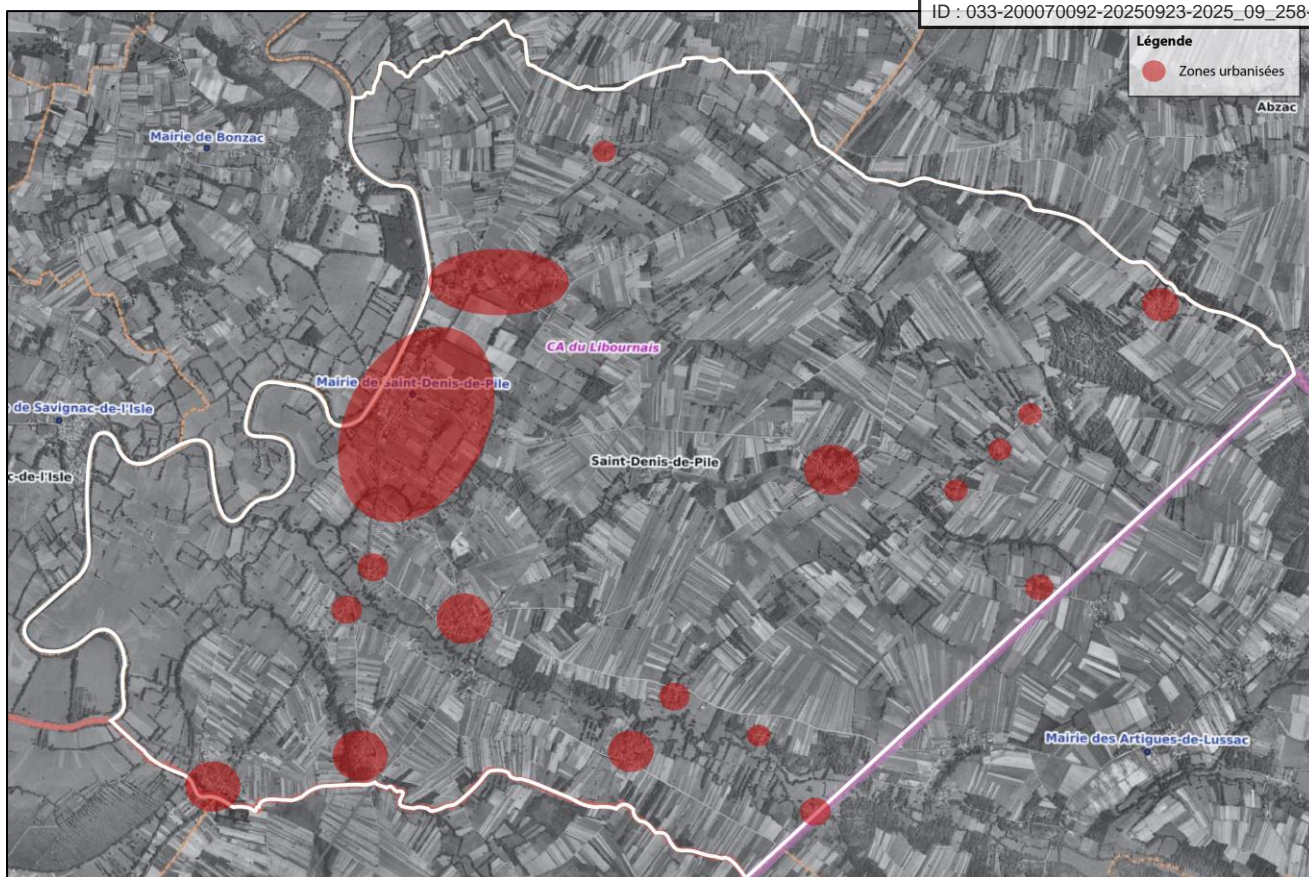 ID : 033-200070092-20250923-2025_09_258-
Légende
Zones urbanisées
Abzac
Mairie de Bonzac
CA du Libournais
Mairie de Saint-Denis-de-Pile
de Savignac-de-l'Isle
Saint-Denis-de-Pile
c-de-l'Isle
Mairie des Artigues-de-Lussac